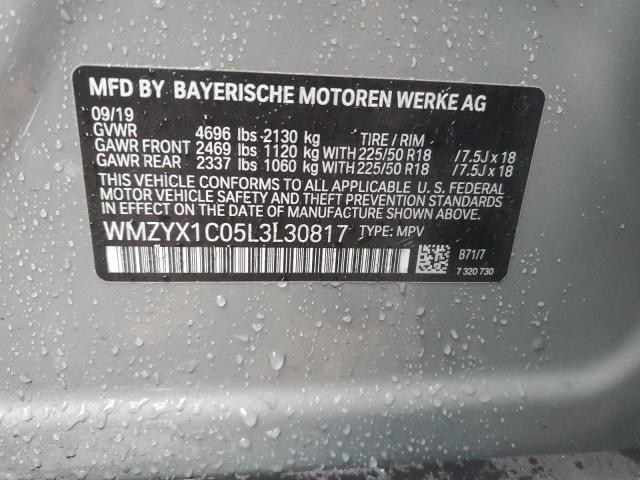 MFD BY BAYERISCHE MOTOREN WERKE AG
09/19
GVWR 4696 lbs 2130 kg TIRE / RIM
GAWR FRONT 2469 lbs 1120 kg WITH 225/50 R18 / 7.5J x 18
GAWR REAR 2337 lbs 1060 kg WITH 225/50 R18 / 7.5J x 18
THIS VEHICLE CONFORMS TO ALL APPLICABLE U. S. FEDERAL
MOTOR VEHICLE SAFETY AND THEFT PREVENTION STANDARDS
IN EFFECT ON THE DATE OF MANUFACTURE SHOWN ABOVE.
WMZYX1C05L3L30817 TYPE: MPV
B71/7
7 320 730